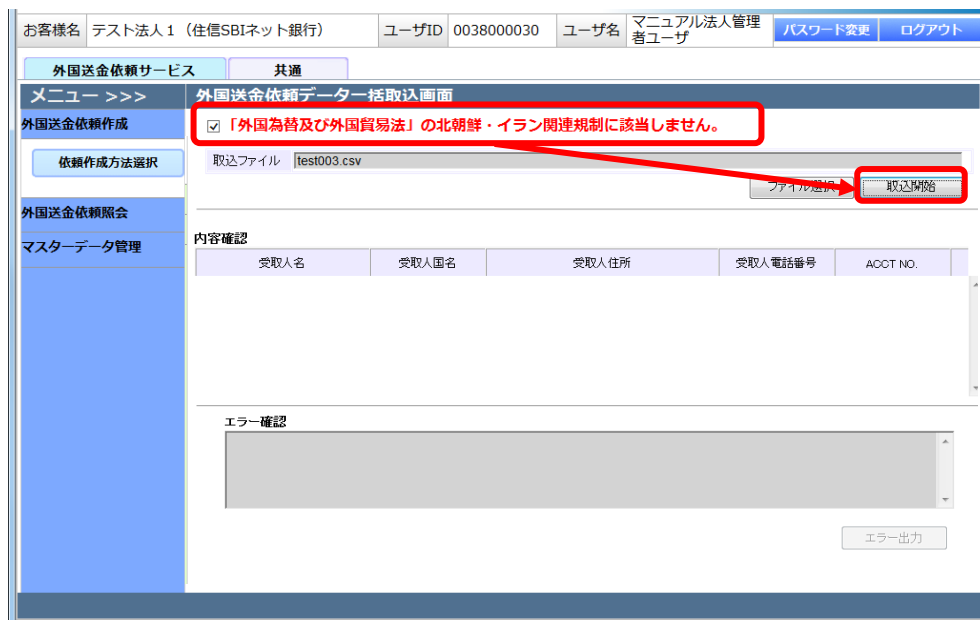 お客様名 テスト法人1（住信SBIネット銀行） ユーザID 0038000030 ユーザ名 マニュアル法人管理者ユーザ パスワード変更 ログアウト
外国送金依頼サービス 共通
メニュー >>> 外国送金依頼データ一括取込画面
外国送金依頼作成
依頼作成方法選択
外国送金依頼照会
マスターデータ管理
「外国為替及び外国貿易法」の北朝鮮・イラン関連規制に該当しません。
取込ファイル test003.csv
ファイル選択 取込開始
内容確認
受取人名 受取人国名 受取人住所 受取人電話番号 ACCT NO.
エラー確認
エラー出力